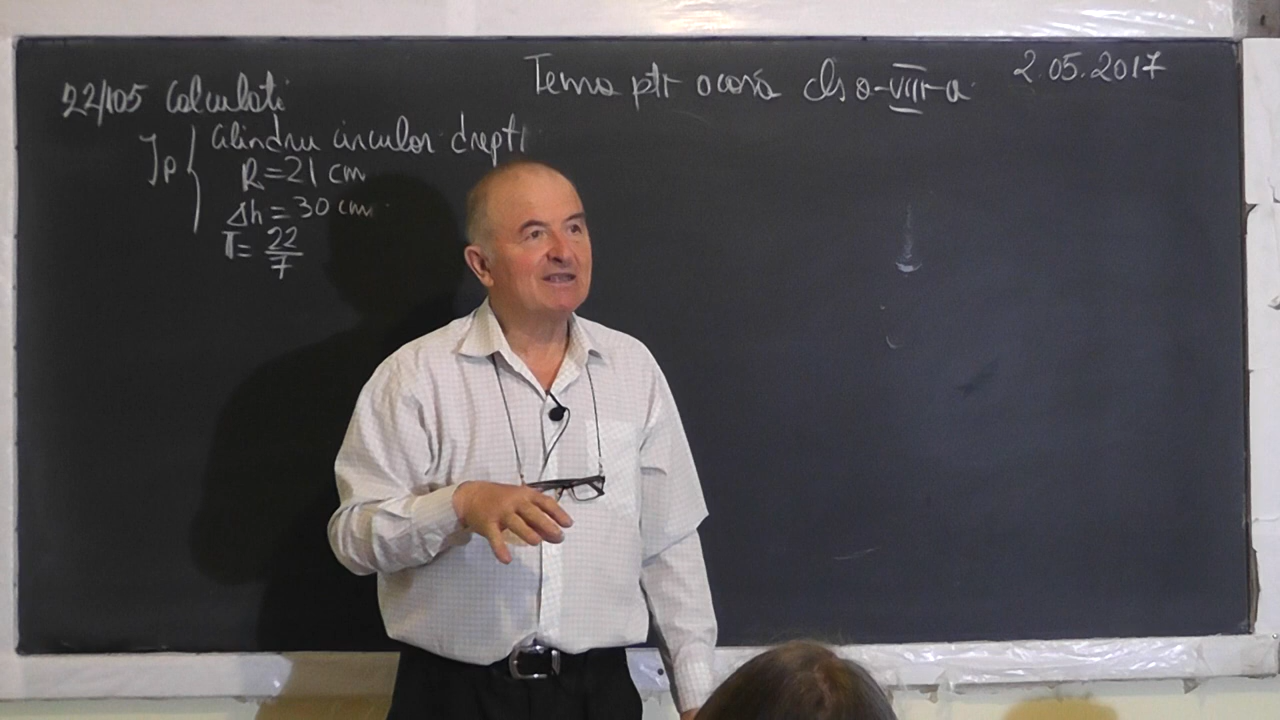 Tema ptr acasă cls a-VIII-a 2.05.2017
22/105 Calculati
Ip { Cilindru circular drept
R=21 cm
Δh=30 cm
π=22/7